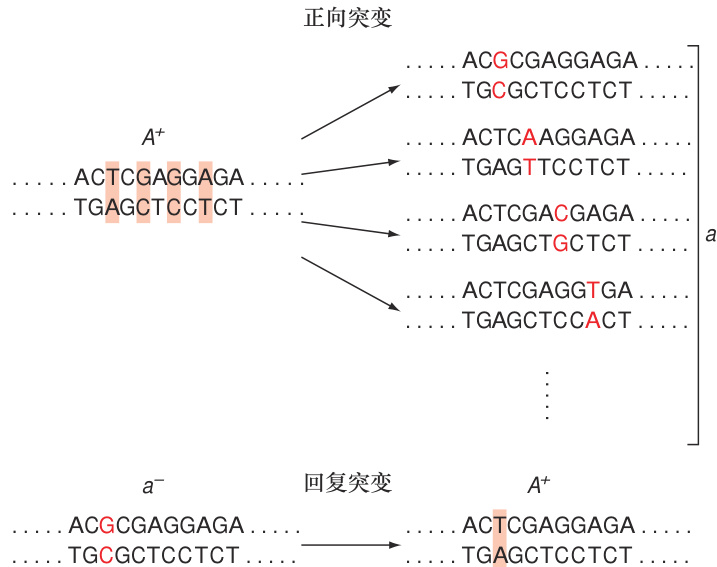 正向突变
A+
. . . . . ACTCGAGGAGA . . . . .
. . . . . TGAGCTCCTCT . . . . .
. . . . . ACGCGAGGAGA . . . . .
. . . . . TGCGCTCCTCT . . . . .
. . . . . ACTCAAGGAGA . . . . .
. . . . . TGAGTTCCTCT . . . . .
. . . . . ACTCGACGAGA . . . . .
. . . . . TGAGCTGCTCT . . . . .
. . . . . ACTCGAGGTGA . . . . .
. . . . . TGAGCTCCACT . . . . .
a
回复突变
a−
. . . . . ACGCGAGGAGA . . . . .
. . . . . TGCGCTCCTCT . . . . .
A+
. . . . . ACTCGAGGAGA . . . . .
. . . . . TGAGCTCCTCT . . . . .